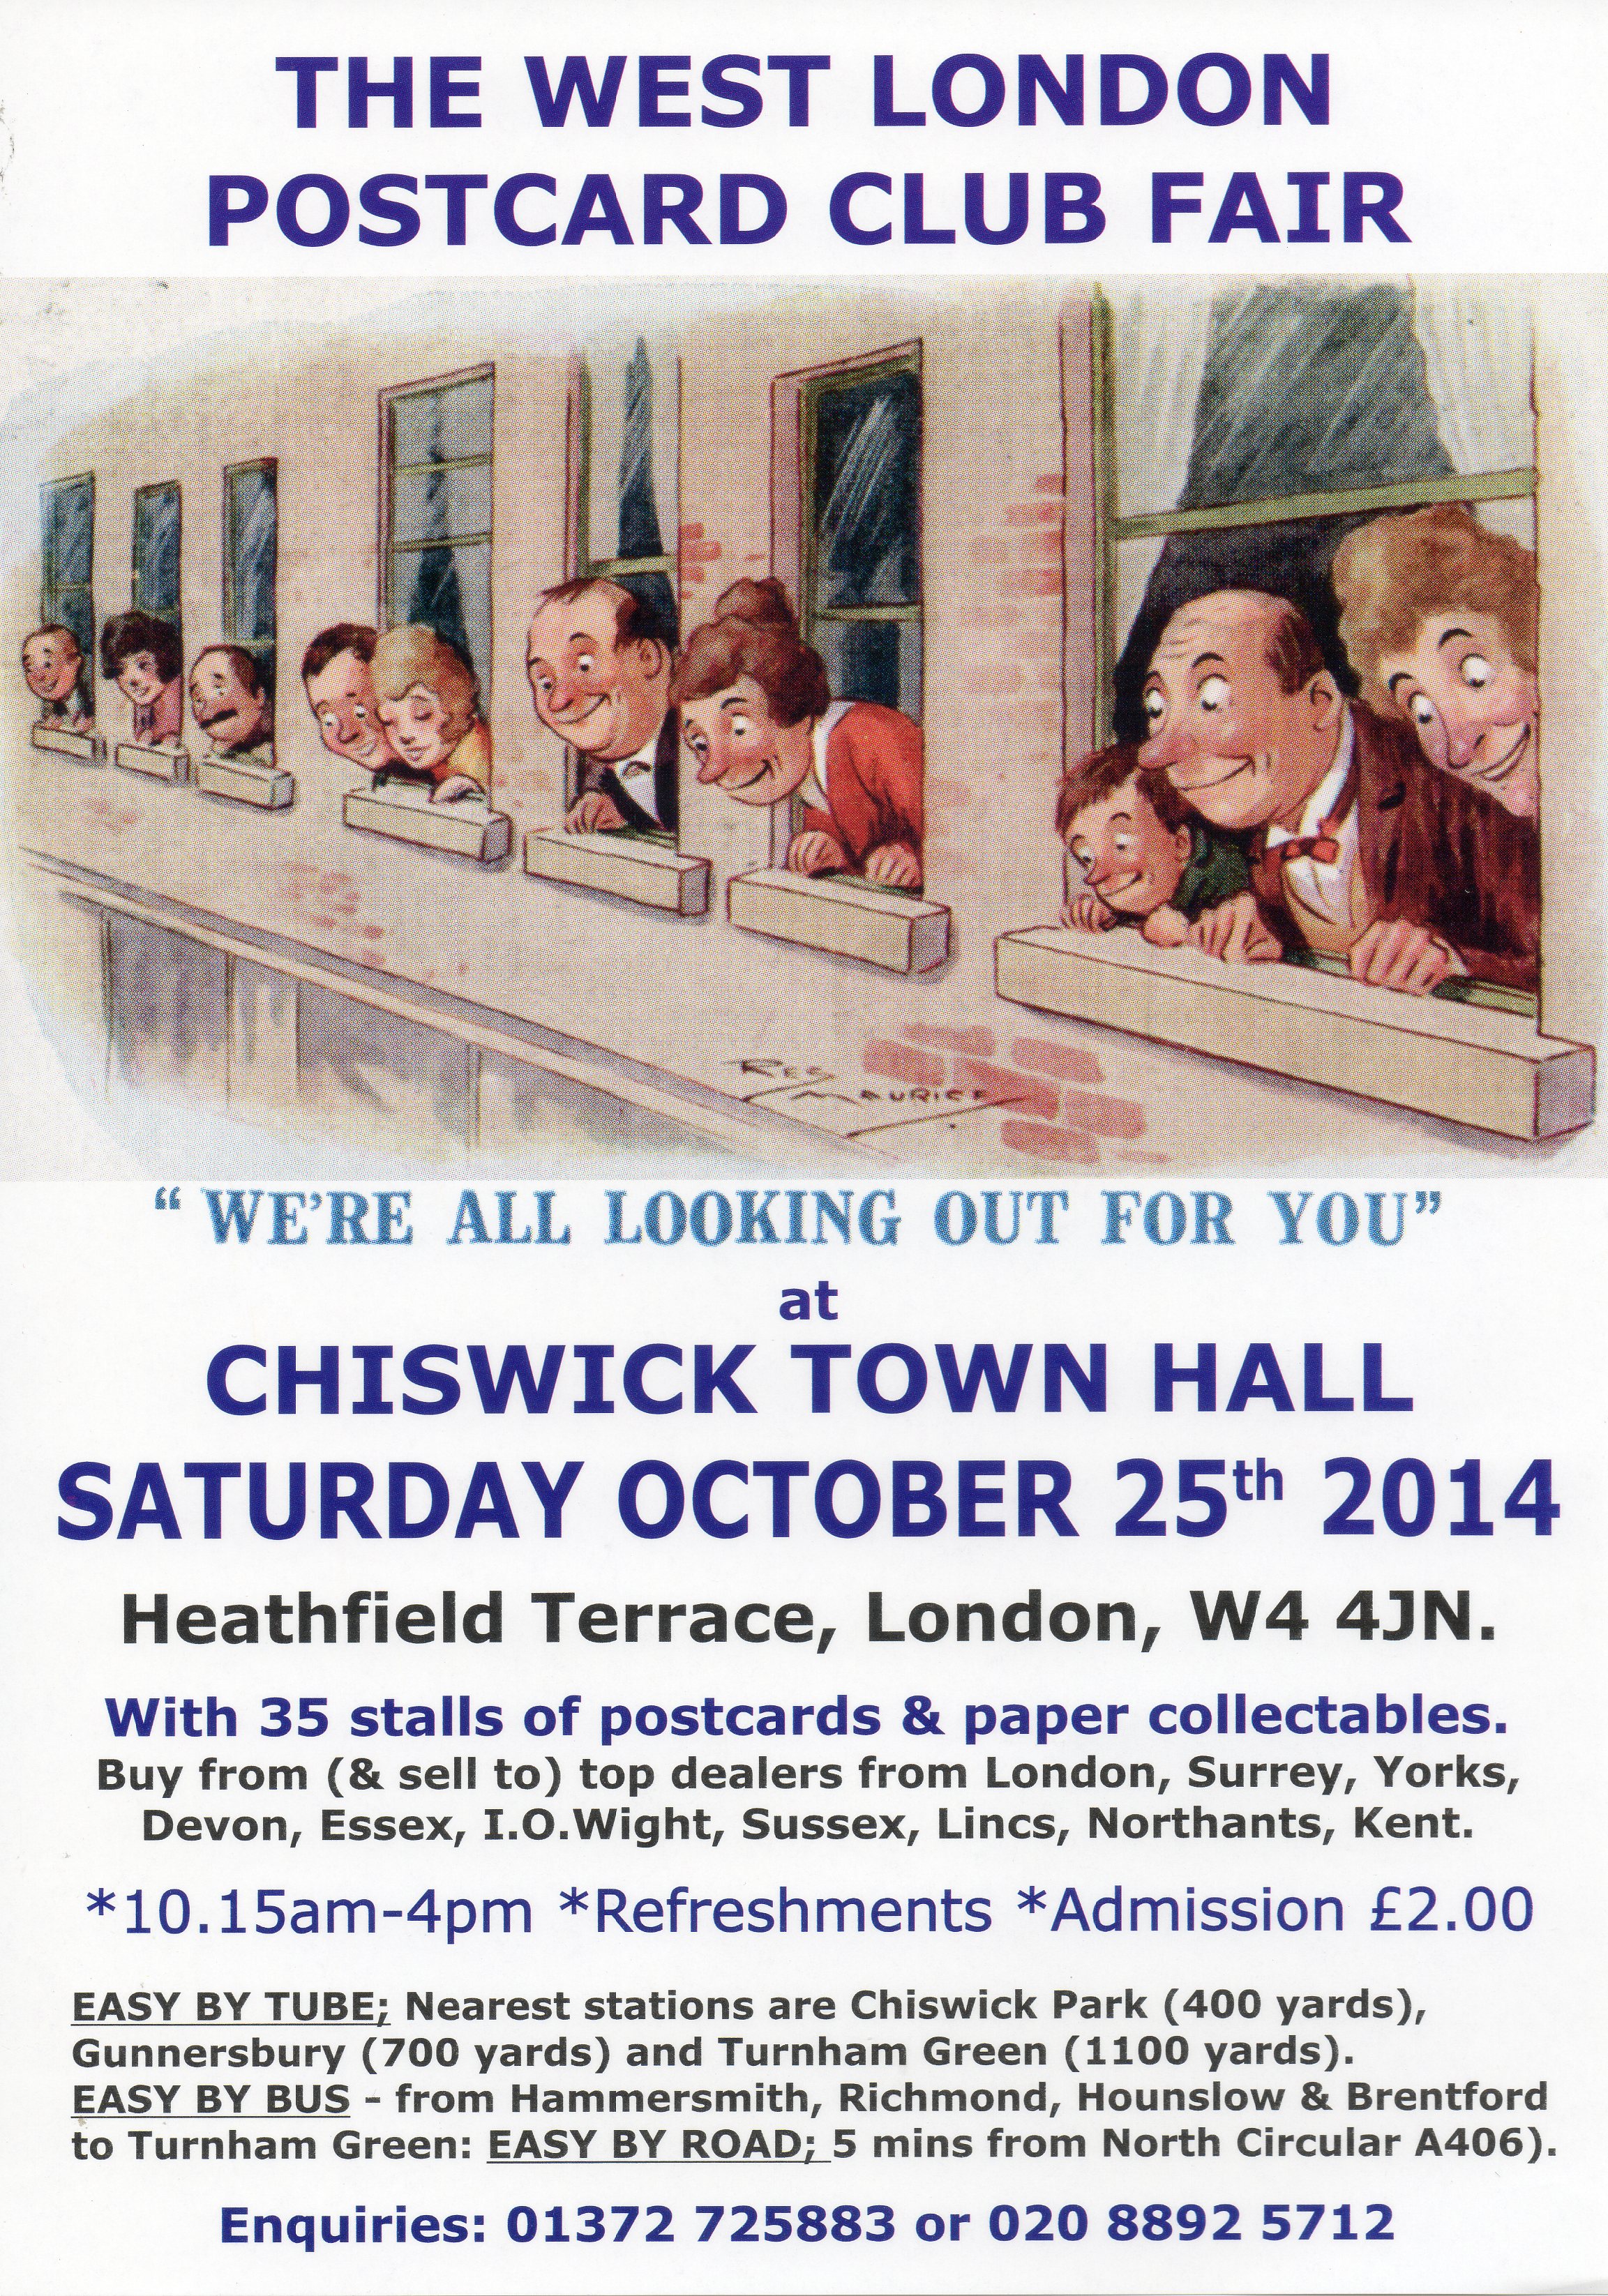 THE WEST LONDON
POSTCARD CLUB FAIR
REG
MAURICE
“ WE'RE ALL LOOKING OUT FOR YOU”
at
CHISWICK TOWN HALL
SATURDAY OCTOBER 25th 2014
Heathfield Terrace, London, W4 4JN.
With 35 stalls of postcards & paper collectables.
Buy from (& sell to) top dealers from London, Surrey, Yorks,
Devon, Essex, I.O.Wight, Sussex, Lincs, Northants, Kent.
*10.15am-4pm *Refreshments *Admission £2.00
EASY BY TUBE; Nearest stations are Chiswick Park (400 yards),
Gunnersbury (700 yards) and Turnham Green (1100 yards).
EASY BY BUS - from Hammersmith, Richmond, Hounslow & Brentford
to Turnham Green: EASY BY ROAD; 5 mins from North Circular A406).
Enquiries: 01372 725883 or 020 8892 5712